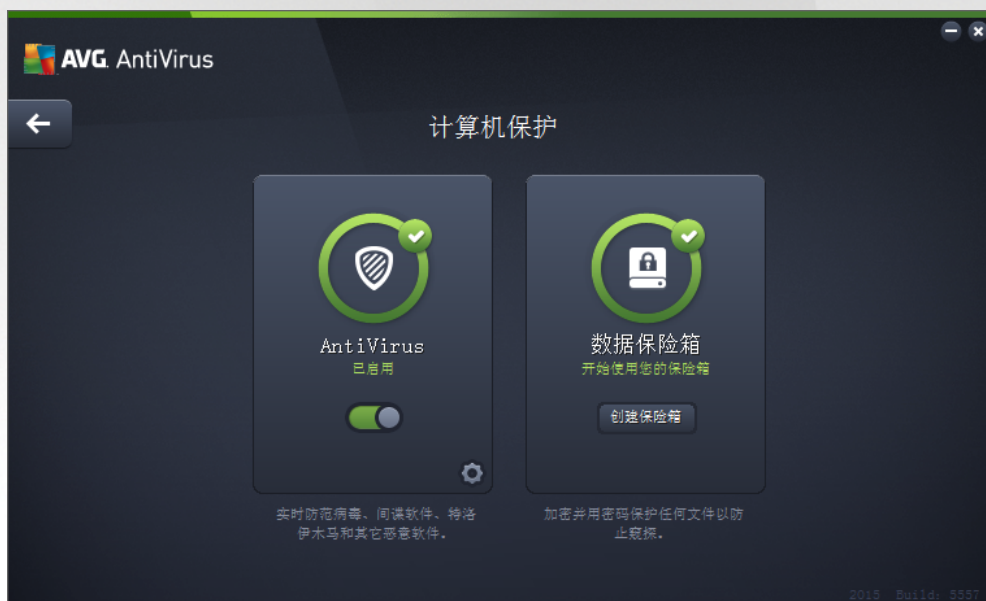 AVG. AntiVirus
计算机保护
AntiVirus
已启用
数据保险箱
开始使用您的保险箱
创建保险箱
实时防范病毒、间谍软件、特洛
伊木马和其它恶意软件。
加密并用密码保护任何文件以防
止窥探。
2015 Build: 5557